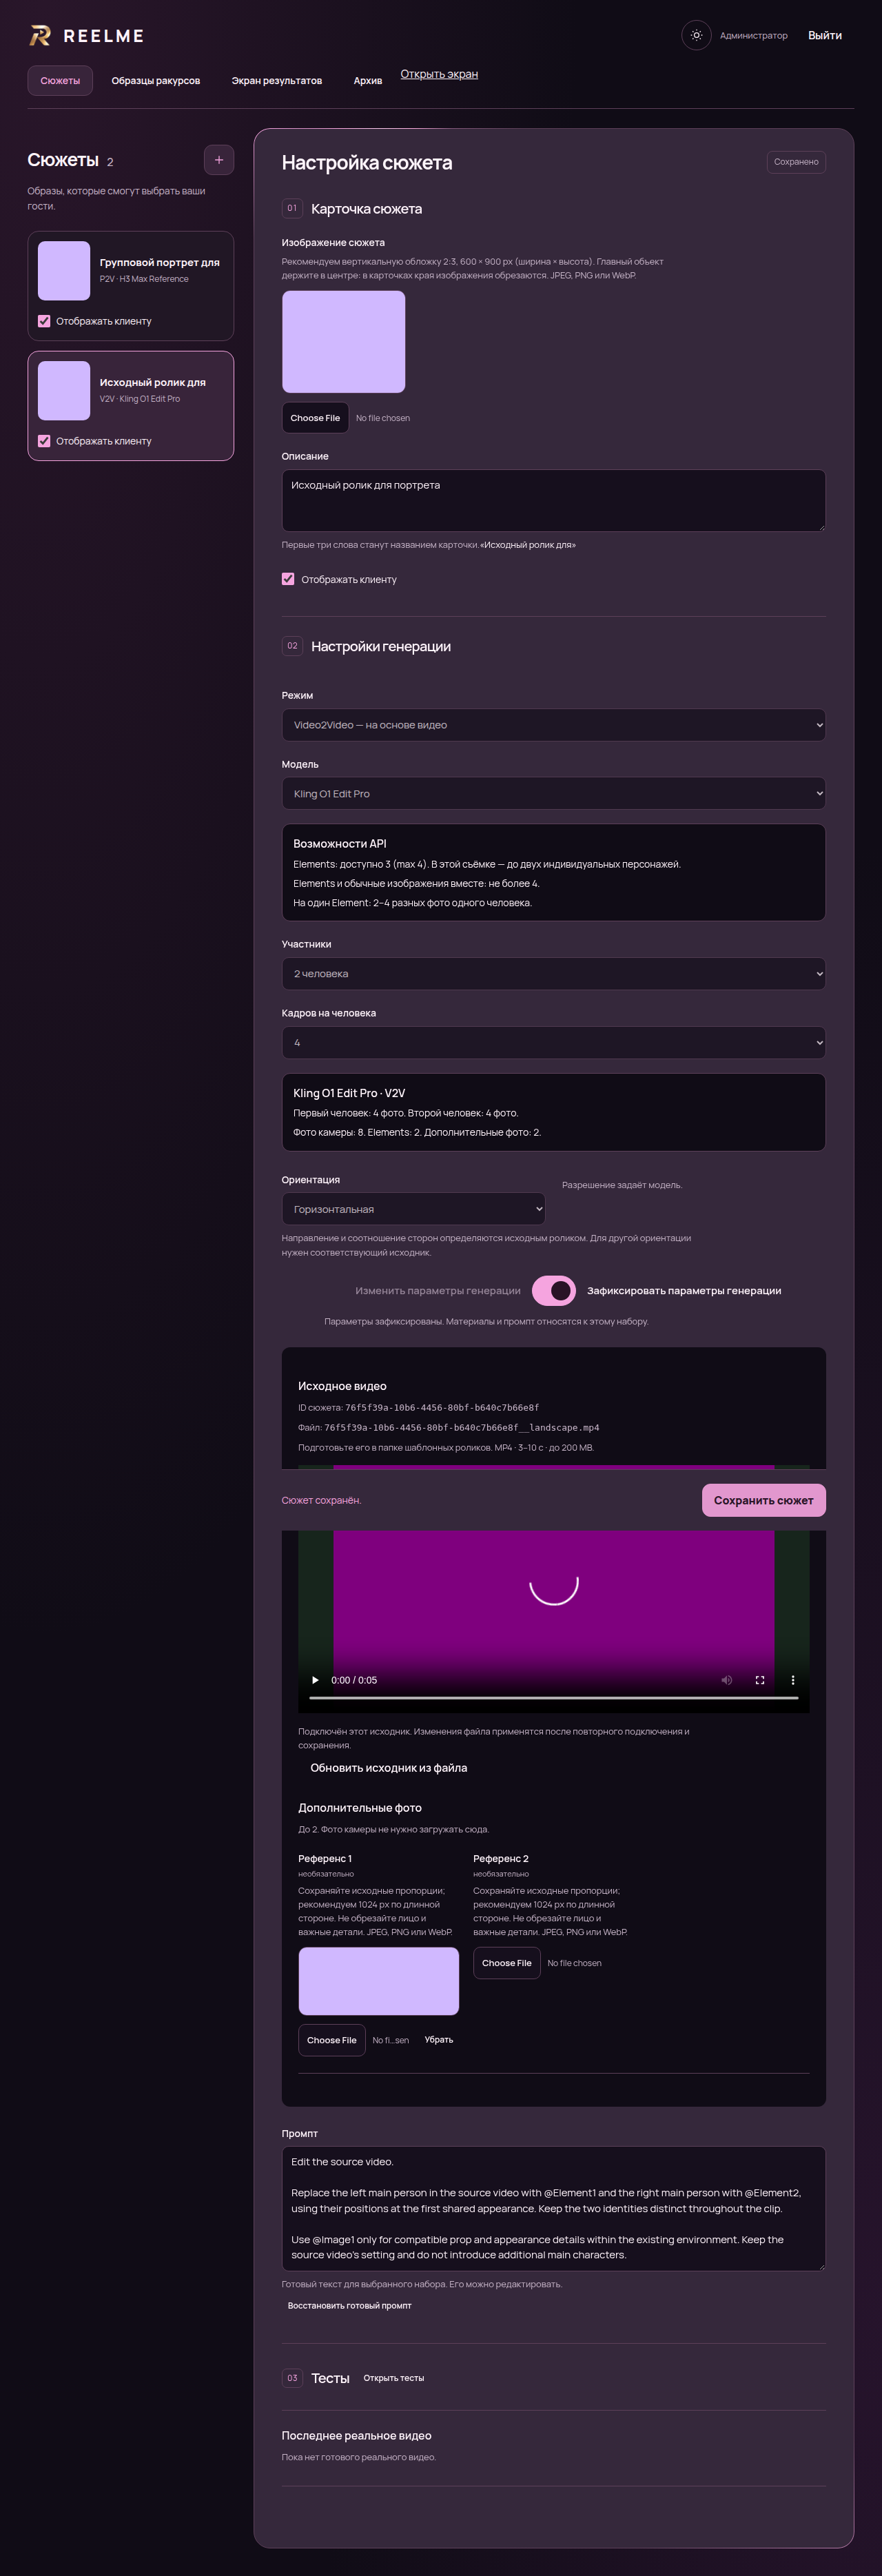 REELME
Администратор
Выйти
Сюжеты
Образцы ракурсов
Экран результатов
Архив
Открыть экран
Сюжеты 2
+
Образы, которые смогут выбрать ваши
гости.
Групповой портрет для
P2V · H3 Max Reference
Отображать клиенту
Исходный ролик для
V2V · Kling O1 Edit Pro
Отображать клиенту
Настройка сюжета
Сохранено
01 Карточка сюжета
Изображение сюжета
Рекомендуем вертикальную обложку 2:3, 600 × 900 px (ширина × высота). Главный объект
держите в центре: в карточках края изображения обрезаются. JPEG, PNG или WebP.
Choose File No file chosen
Описание
Исходный ролик для портрета
Первые три слова станут названием карточки.«Исходный ролик для»
Отображать клиенту
02 Настройки генерации
Режим
Video2Video — на основе видео
Модель
Kling O1 Edit Pro
Возможности API
Elements: доступно 3 (max 4). В этой съёмке — до двух индивидуальных персонажей.
Elements и обычные изображения вместе: не более 4.
На один Element: 2–4 разных фото одного человека.
Участники
2 человека
Кадров на человека
4
Kling O1 Edit Pro · V2V
Первый человек: 4 фото. Второй человек: 4 фото.
Фото камеры: 8. Elements: 2. Дополнительные фото: 2.
Ориентация
Разрешение задаёт модель.
Горизонтальная
Направление и соотношение сторон определяются исходным роликом. Для другой ориентации
нужен соответствующий исходник.
Изменить параметры генерации
Зафиксировать параметры генерации
Параметры зафиксированы. Материалы и промпт относятся к этому набору.
Исходное видео
ID сюжета: 76f5f39a-10b6-4456-80bf-b640c7b66e8f
Файл: 76f5f39a-10b6-4456-80bf-b640c7b66e8f__landscape.mp4
Подготовьте его в папке шаблонных роликов. MP4 · 3–10 с · до 200 MB.
Сюжет сохранён.
Сохранить сюжет
0:00 / 0:05
Подключён этот исходник. Изменения файла применятся после повторного подключения и
сохранения.
Обновить исходник из файла
Дополнительные фото
До 2. Фото камеры не нужно загружать сюда.
Референс 1
необязательно
Сохраняйте исходные пропорции;
рекомендуем 1024 px по длинной
стороне. Не обрезайте лицо и
важные детали. JPEG, PNG или WebP.
Choose File No fi...sen Убрать
Референс 2
необязательно
Сохраняйте исходные пропорции;
рекомендуем 1024 px по длинной
стороне. Не обрезайте лицо и
важные детали. JPEG, PNG или WebP.
Choose File No file chosen
Промпт
Edit the source video.
Replace the left main person in the source video with @Element1 and the right main person with @Element2,
using their positions at the first shared appearance. Keep the two identities distinct throughout the clip.
Use @Image1 only for compatible prop and appearance details within the existing environment. Keep the
source video's setting and do not introduce additional main characters.
Готовый текст для выбранного набора. Его можно редактировать.
Восстановить готовый промпт
03 Тесты Открыть тесты
Последнее реальное видео
Пока нет готового реального видео.